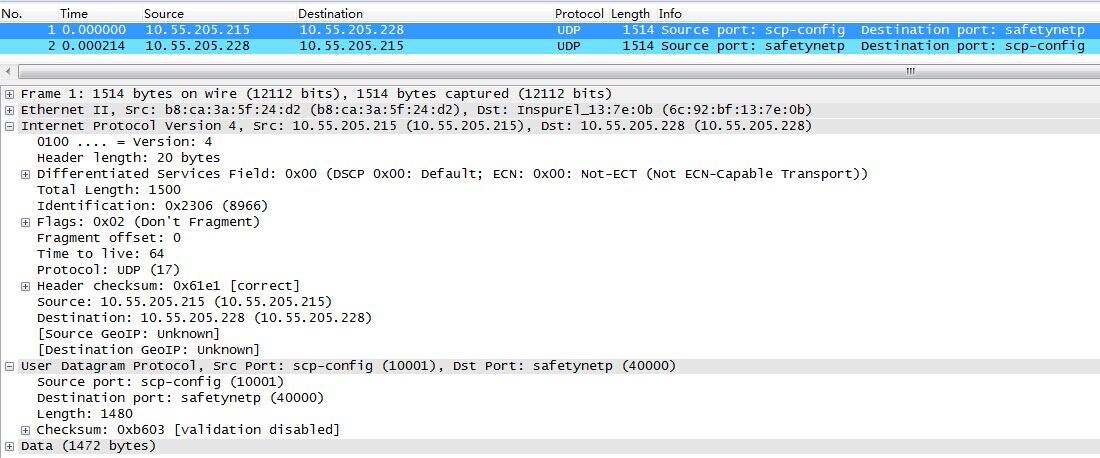 No. Time Source Destination Protocol Length Info
1 0.000000 10.55.205.215 10.55.205.228 UDP 1514 Source port: scp-config Destination port: safetynetp
2 0.000214 10.55.205.228 10.55.205.215 UDP 1514 Source port: safetynetp Destination port: scp-config
Frame 1: 1514 bytes on wire (12112 bits), 1514 bytes captured (12112 bits)
Ethernet II, Src: b8:ca:3a:5f:24:d2 (b8:ca:3a:5f:24:d2), Dst: InspurEl_13:7e:0b (6c:92:bf:13:7e:0b)
Internet Protocol Version 4, Src: 10.55.205.215 (10.55.205.215), Dst: 10.55.205.228 (10.55.205.228)
0100 .... = Version: 4
Header length: 20 bytes
Differentiated Services Field: 0x00 (DSCP 0x00: Default; ECN: 0x00: Not-ECT (Not ECN-Capable Transport))
Total Length: 1500
Identification: 0x2306 (8966)
Flags: 0x02 (Don't Fragment)
Fragment offset: 0
Time to live: 64
Protocol: UDP (17)
Header checksum: 0x61e1 [correct]
Source: 10.55.205.215 (10.55.205.215)
Destination: 10.55.205.228 (10.55.205.228)
[Source GeoIP: Unknown]
[Destination GeoIP: Unknown]
User Datagram Protocol, Src Port: scp-config (10001), Dst Port: safetynetp (40000)
Source port: scp-config (10001)
Destination port: safetynetp (40000)
Length: 1480
Checksum: 0xb603 [validation disabled]
Data (1472 bytes)